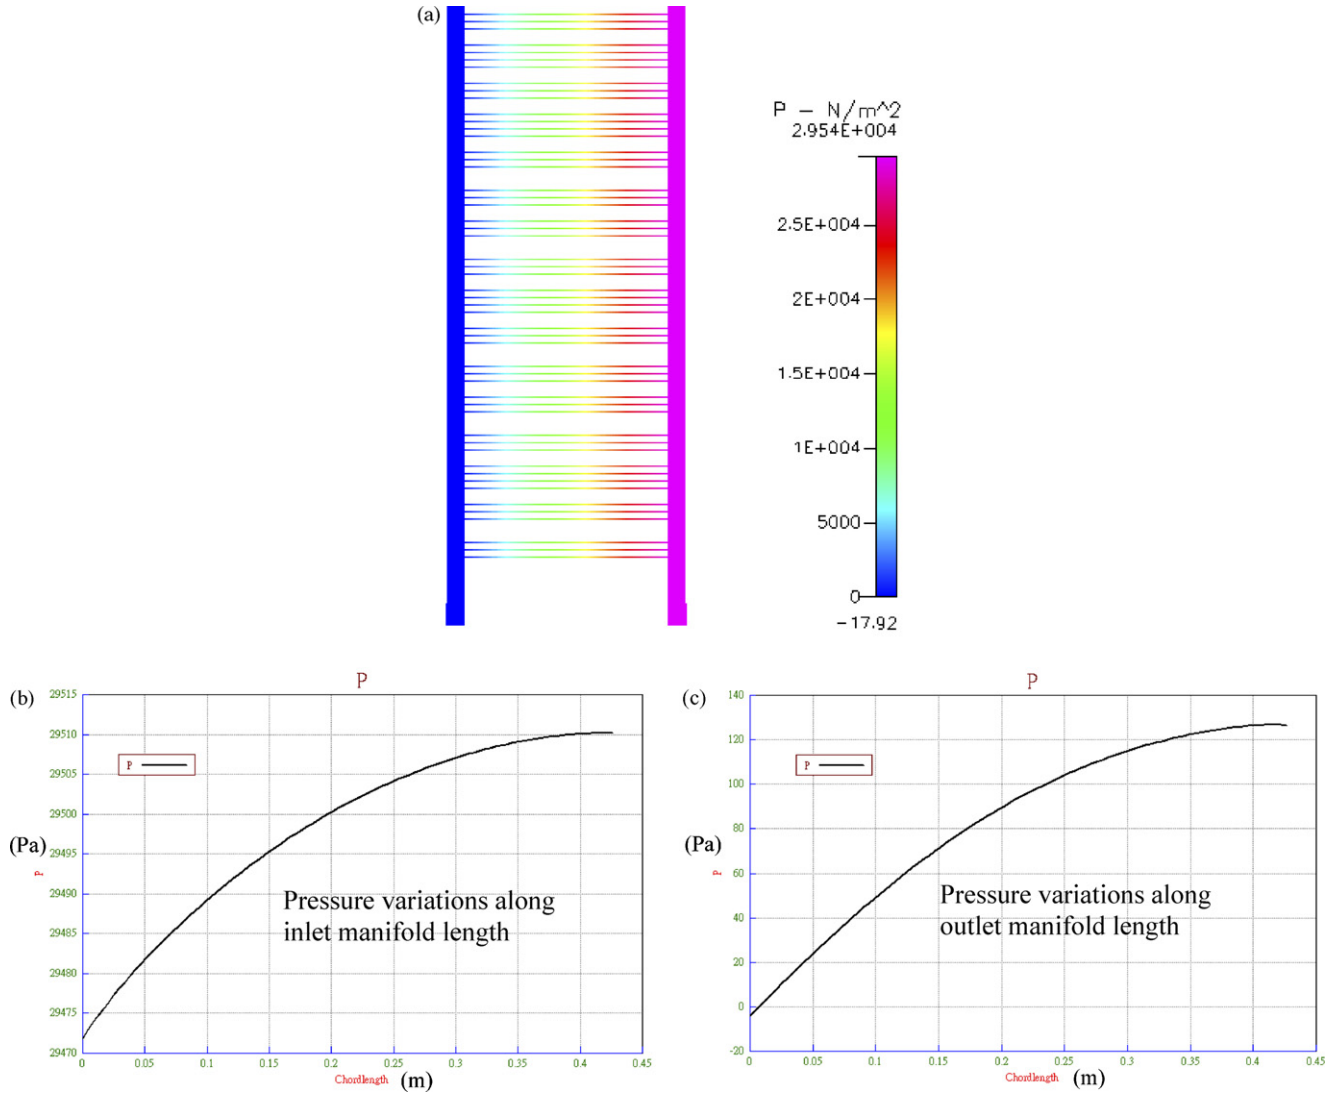 (a)
P – N/m^2
2.954E+004
2.5E+004
2E+004
1.5E+004
1E+004
5000
0
-17.92
(b)
P
29515
29510
29505
29500
29495
29490
29485
29480
29475
29470
P
(Pa)
P
Pressure variations along
inlet manifold length
0 0.05 0.1 0.15 0.2 0.25 0.3 0.35 0.4 0.45
Chordlength (m)
(c)
P
140
120
100
80
60
40
20
0
-20
P
(Pa)
P
Pressure variations along
outlet manifold length
0 0.05 0.1 0.15 0.2 0.25 0.3 0.35 0.4 0.45
Chordlength (m)